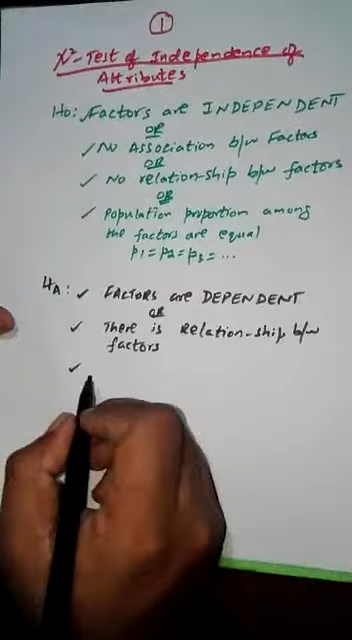 1
χ²-Test of Independence of
Attributes
Ho: ✓Factors are INDEPENDENT
OR
✓ No Association b/w Factors
OR
✓ No relation-ship b/w factors
OR
✓ Population proportion among
the factors are equal
P1 = P2 = P3 = ...
HA: ✓ FACTORS are DEPENDENT
OR
✓ There is Relation-ship b/w
factors
✓